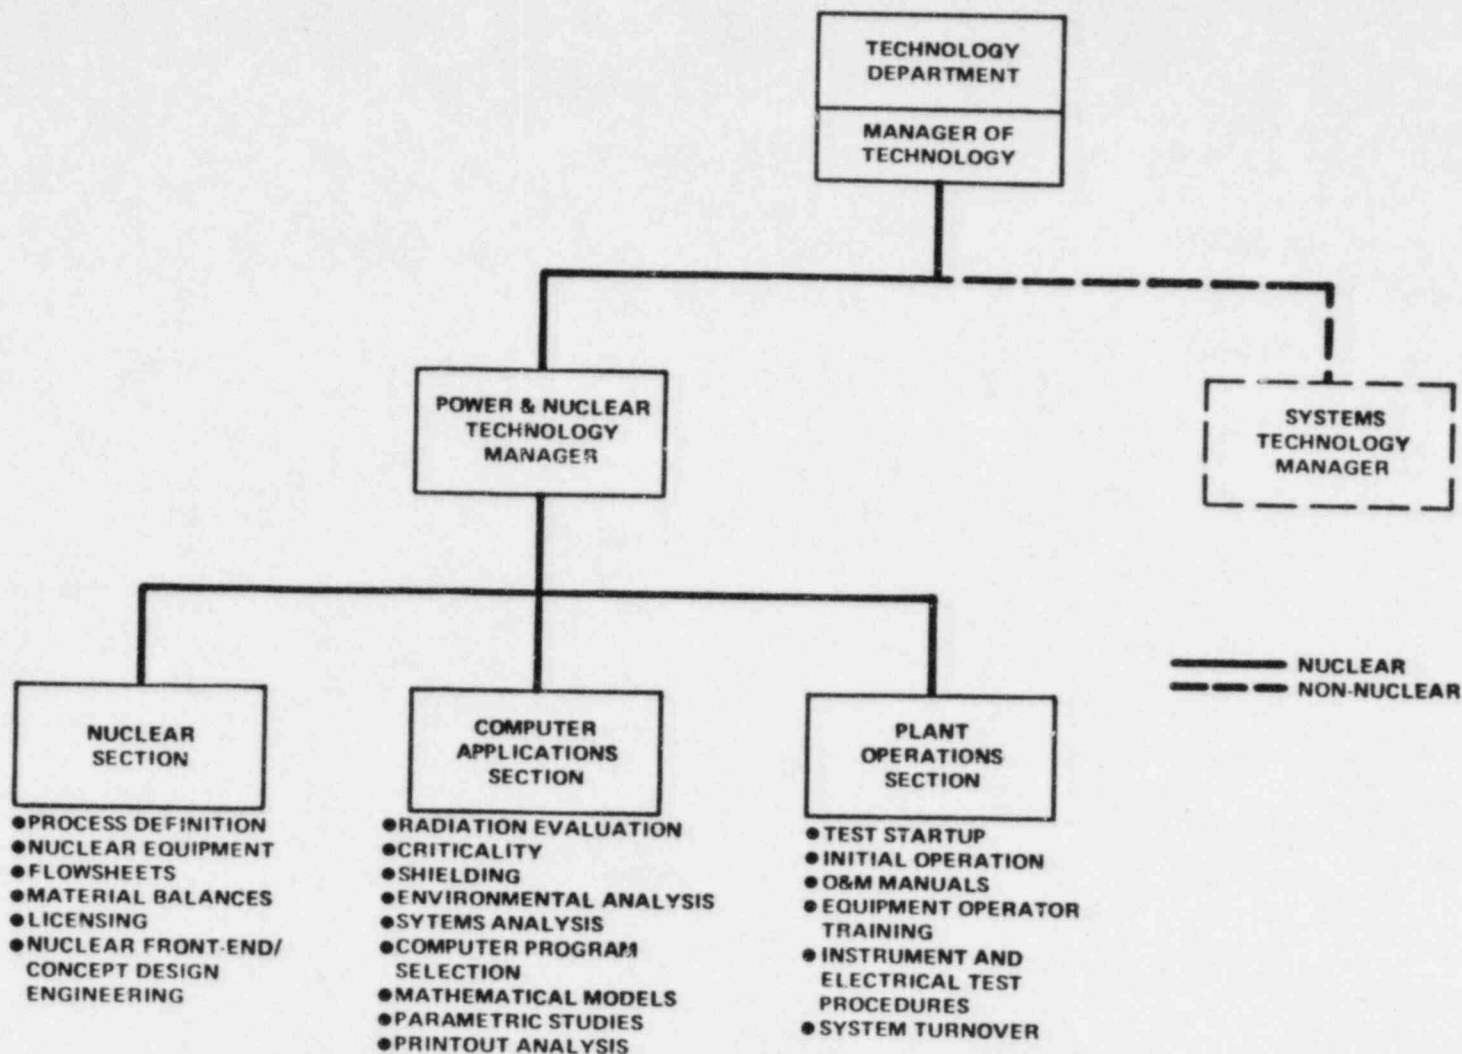 TECHNOLOGY
DEPARTMENT
MANAGER OF
TECHNOLOGY
POWER & NUCLEAR
TECHNOLOGY
MANAGER
SYSTEMS
TECHNOLOGY
MANAGER
NUCLEAR
NON-NUCLEAR
NUCLEAR
SECTION
●PROCESS DEFINITION
●NUCLEAR EQUIPMENT
●FLOWSHEETS
●MATERIAL BALANCES
●LICENSING
●NUCLEAR FRONT-END/
CONCEPT DESIGN
ENGINEERING
COMPUTER
APPLICATIONS
SECTION
●RADIATION EVALUATION
●CRITICALITY
●SHIELDING
●ENVIRONMENTAL ANALYSIS
●SYTEMS ANALYSIS
●COMPUTER PROGRAM
SELECTION
●MATHEMATICAL MODELS
●PARAMETRIC STUDIES
●PRINTOUT ANALYSIS
PLANT
OPERATIONS
SECTION
●TEST STARTUP
●INITIAL OPERATION
●O&M MANUALS
●EQUIPMENT OPERATOR
TRAINING
●INSTRUMENT AND
ELECTRICAL TEST
PROCEDURES
●SYSTEM TURNOVER